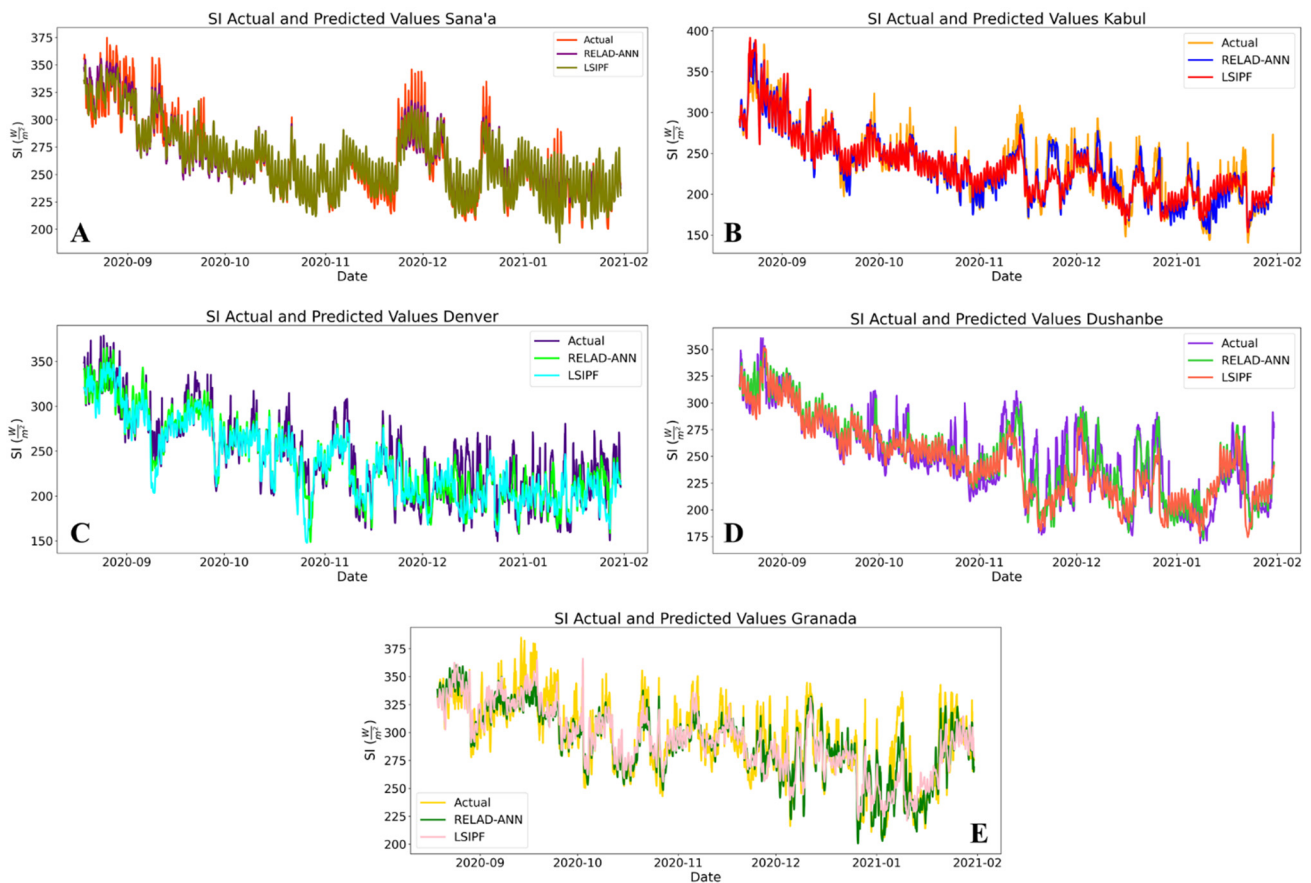 SI Actual and Predicted Values Sana'a
375
350
325
300
275
250
225
200
SI (W/m²)
Actual
RELAD-ANN
LSIPF
A
2020-09 2020-10 2020-11 2020-12 2021-01 2021-02
Date
SI Actual and Predicted Values Kabul
400
350
300
250
200
150
SI (W/m²)
Actual
RELAD-ANN
LSIPF
B
2020-09 2020-10 2020-11 2020-12 2021-01 2021-02
Date
SI Actual and Predicted Values Denver
350
300
250
200
150
SI (W/m²)
Actual
RELAD-ANN
LSIPF
C
2020-09 2020-10 2020-11 2020-12 2021-01 2021-02
Date
SI Actual and Predicted Values Dushanbe
350
325
300
275
250
225
200
175
SI (W/m²)
Actual
RELAD-ANN
LSIPF
D
2020-09 2020-10 2020-11 2020-12 2021-01 2021-02
Date
SI Actual and Predicted Values Granada
375
350
325
300
275
250
225
200
SI (W/m²)
Actual
RELAD-ANN
LSIPF
E
2020-09 2020-10 2020-11 2020-12 2021-01 2021-02
Date